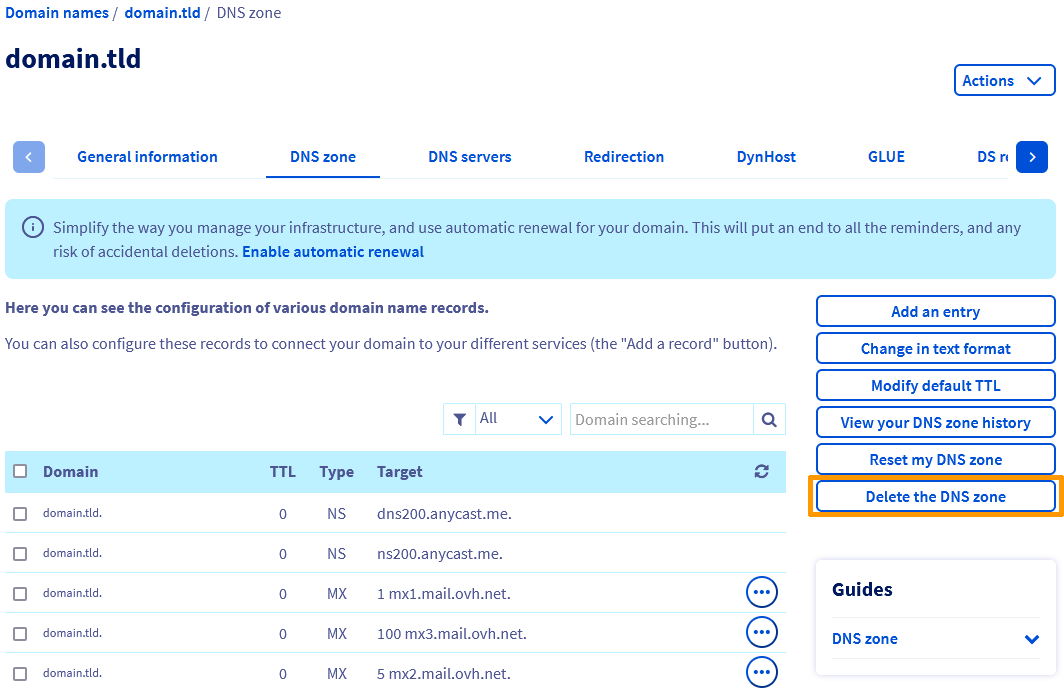 Domain names / domain.tld / DNS zone
domain.tld
Actions
General information DNS zone DNS servers Redirection DynHost GLUE DS re
Simplify the way you manage your infrastructure, and use automatic renewal for your domain. This will put an end to all the reminders, and any
risk of accidental deletions. Enable automatic renewal
Here you can see the configuration of various domain name records.
You can also configure these records to connect your domain to your different services (the "Add a record" button).
Add an entry
Change in text format
Modify default TTL
View your DNS zone history
Reset my DNS zone
Delete the DNS zone
All Domain searching...
Domain TTL Type Target
domain.tld. 0 NS dns200.anycast.me.
domain.tld. 0 NS ns200.anycast.me.
domain.tld. 0 MX 1 mx1.mail.ovh.net.
domain.tld. 0 MX 100 mx3.mail.ovh.net.
domain.tld. 0 MX 5 mx2.mail.ovh.net.
Guides
DNS zone